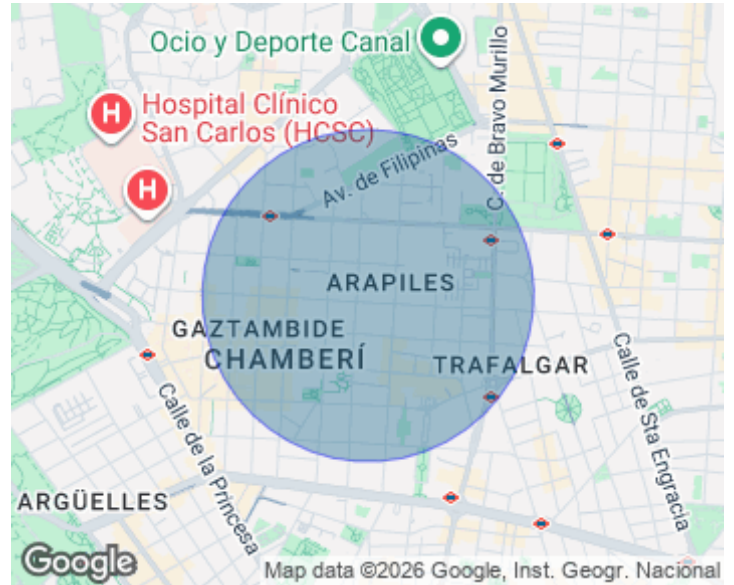 Ocio y Deporte Canal
Hospital Clínico
San Carlos (HCSC)
H
H
C. de Bravo Murillo
Av. de Filipinas
ARAPILES
GAZTAMBIDE
CHAMBERÍ
TRAFALGAR
Calle de Sta Engracia
Calle de la Princesa
ARGÜELLES
Google
Map data ©2026 Google, Inst. Geogr. Nacional